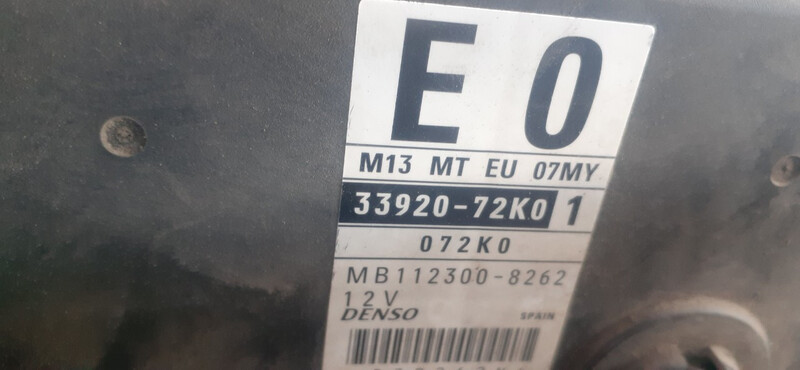 E 0
M13 MT EU 07MY
33920-72K0 1
072K0
MB112300-8262
12V
DENSO SPAIN